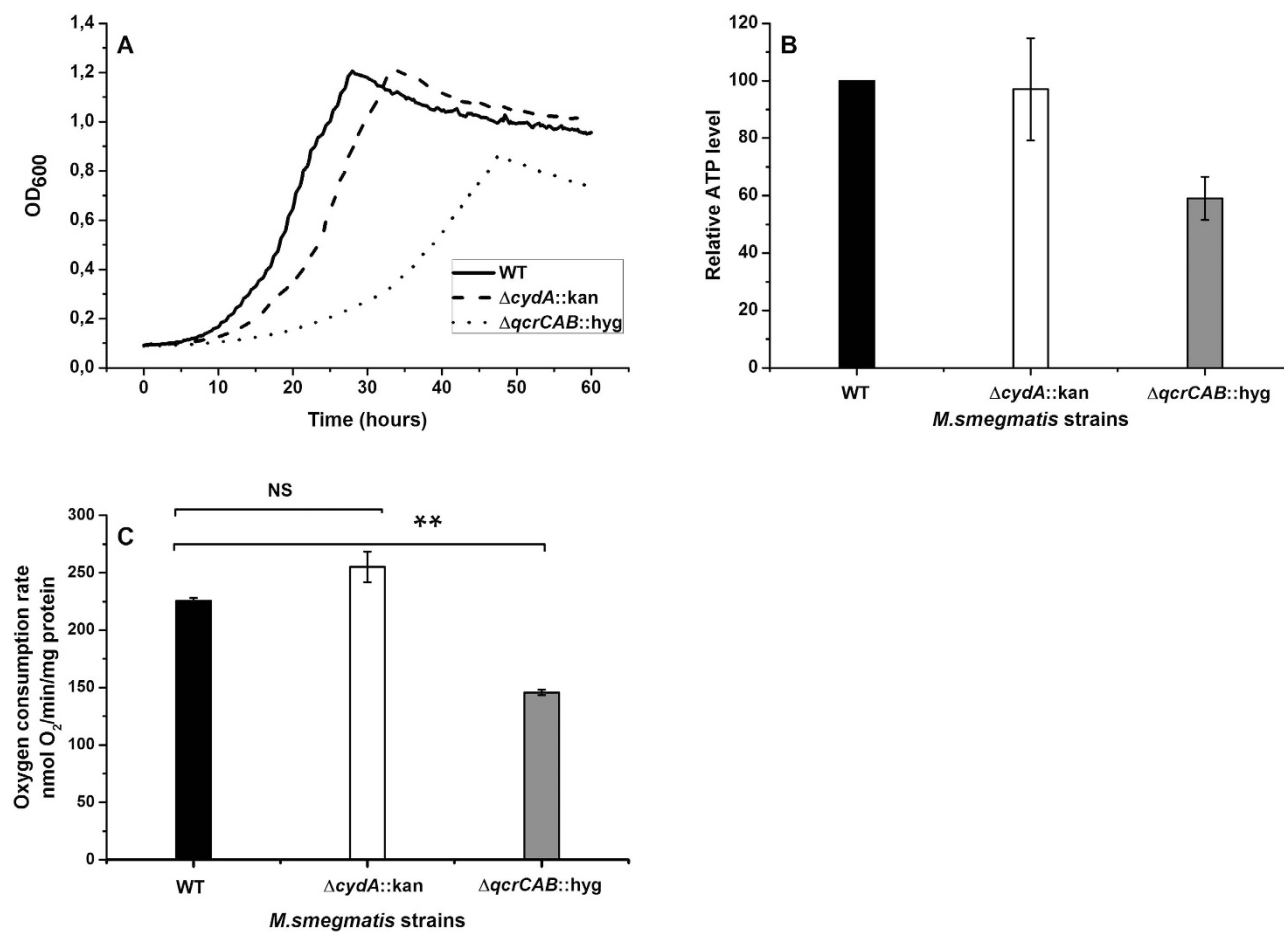 A
1,4
1,2
1,0
0,8
0,6
0,4
0,2
0,0
OD600
0 10 20 30 40 50 60
Time (hours)
WT
ΔcydA::kan
ΔqcrCAB::hyg
B
120
100
80
60
40
20
0
Relative ATP level
WT ΔcydA::kan ΔqcrCAB::hyg
M.smegmatis strains
NS
**
C
300
250
200
150
100
50
0
Oxygen consumption rate
nmol O2/min/mg protein
WT ΔcydA::kan ΔqcrCAB::hyg
M.smegmatis strains